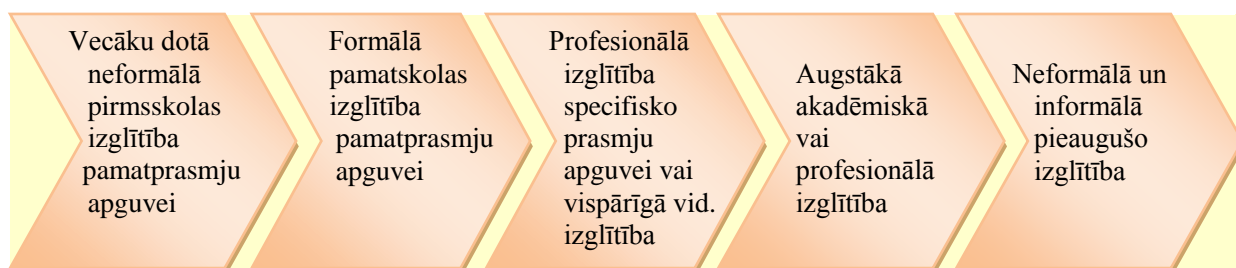 Vecāku dotā
neformālā
pirmsskolas
izglītība
pamatprasmju
apguvei
Formālā
pamatskolas
izglītība
pamatprasmju
apguvei
Profesionālā
izglītība
specifisko
prasmju
apguvei vai
vispārīgā vid.
izglītība
Augstākā
akadēmiskā
vai
profesionālā
izglītība
Neformālā un
informālā
pieaugušo
izglītība